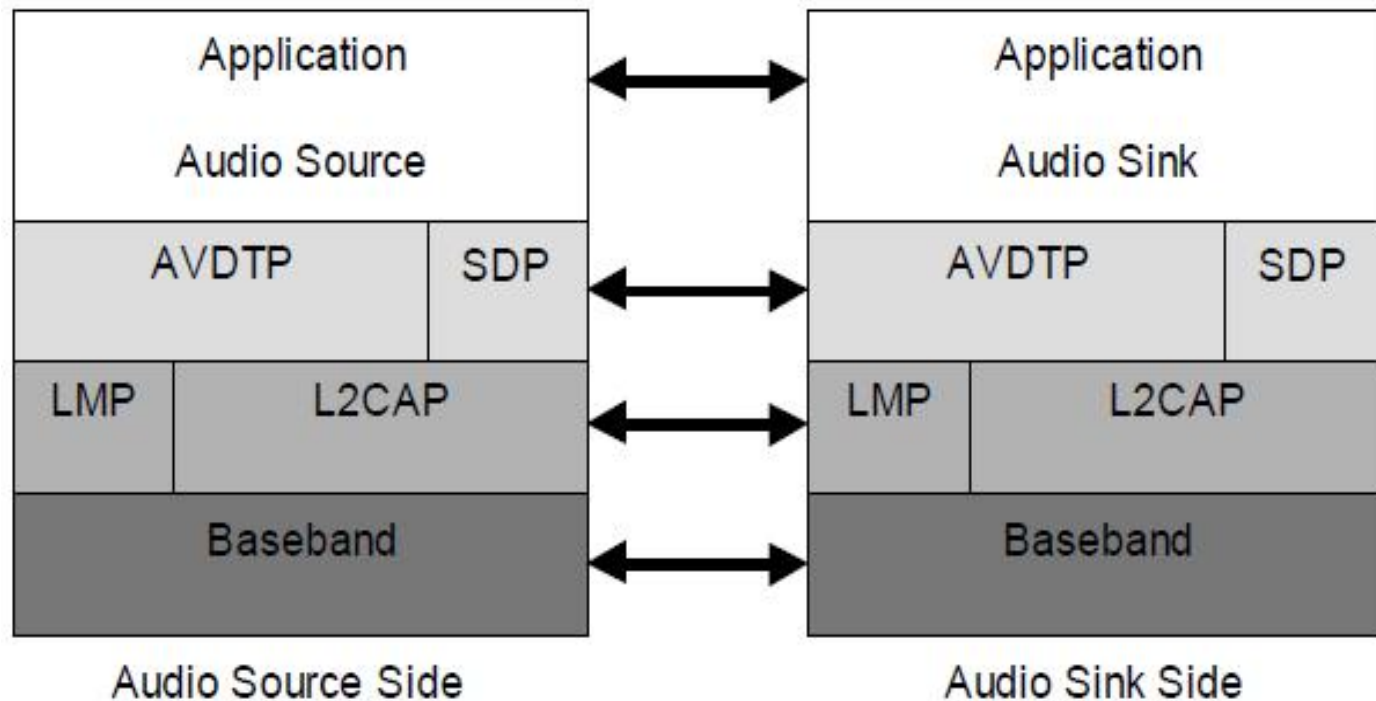 Application
Audio Source
AVDTP
SDP
LMP
L2CAP
Baseband
Audio Source Side
Application
Audio Sink
AVDTP
SDP
LMP
L2CAP
Baseband
Audio Sink Side